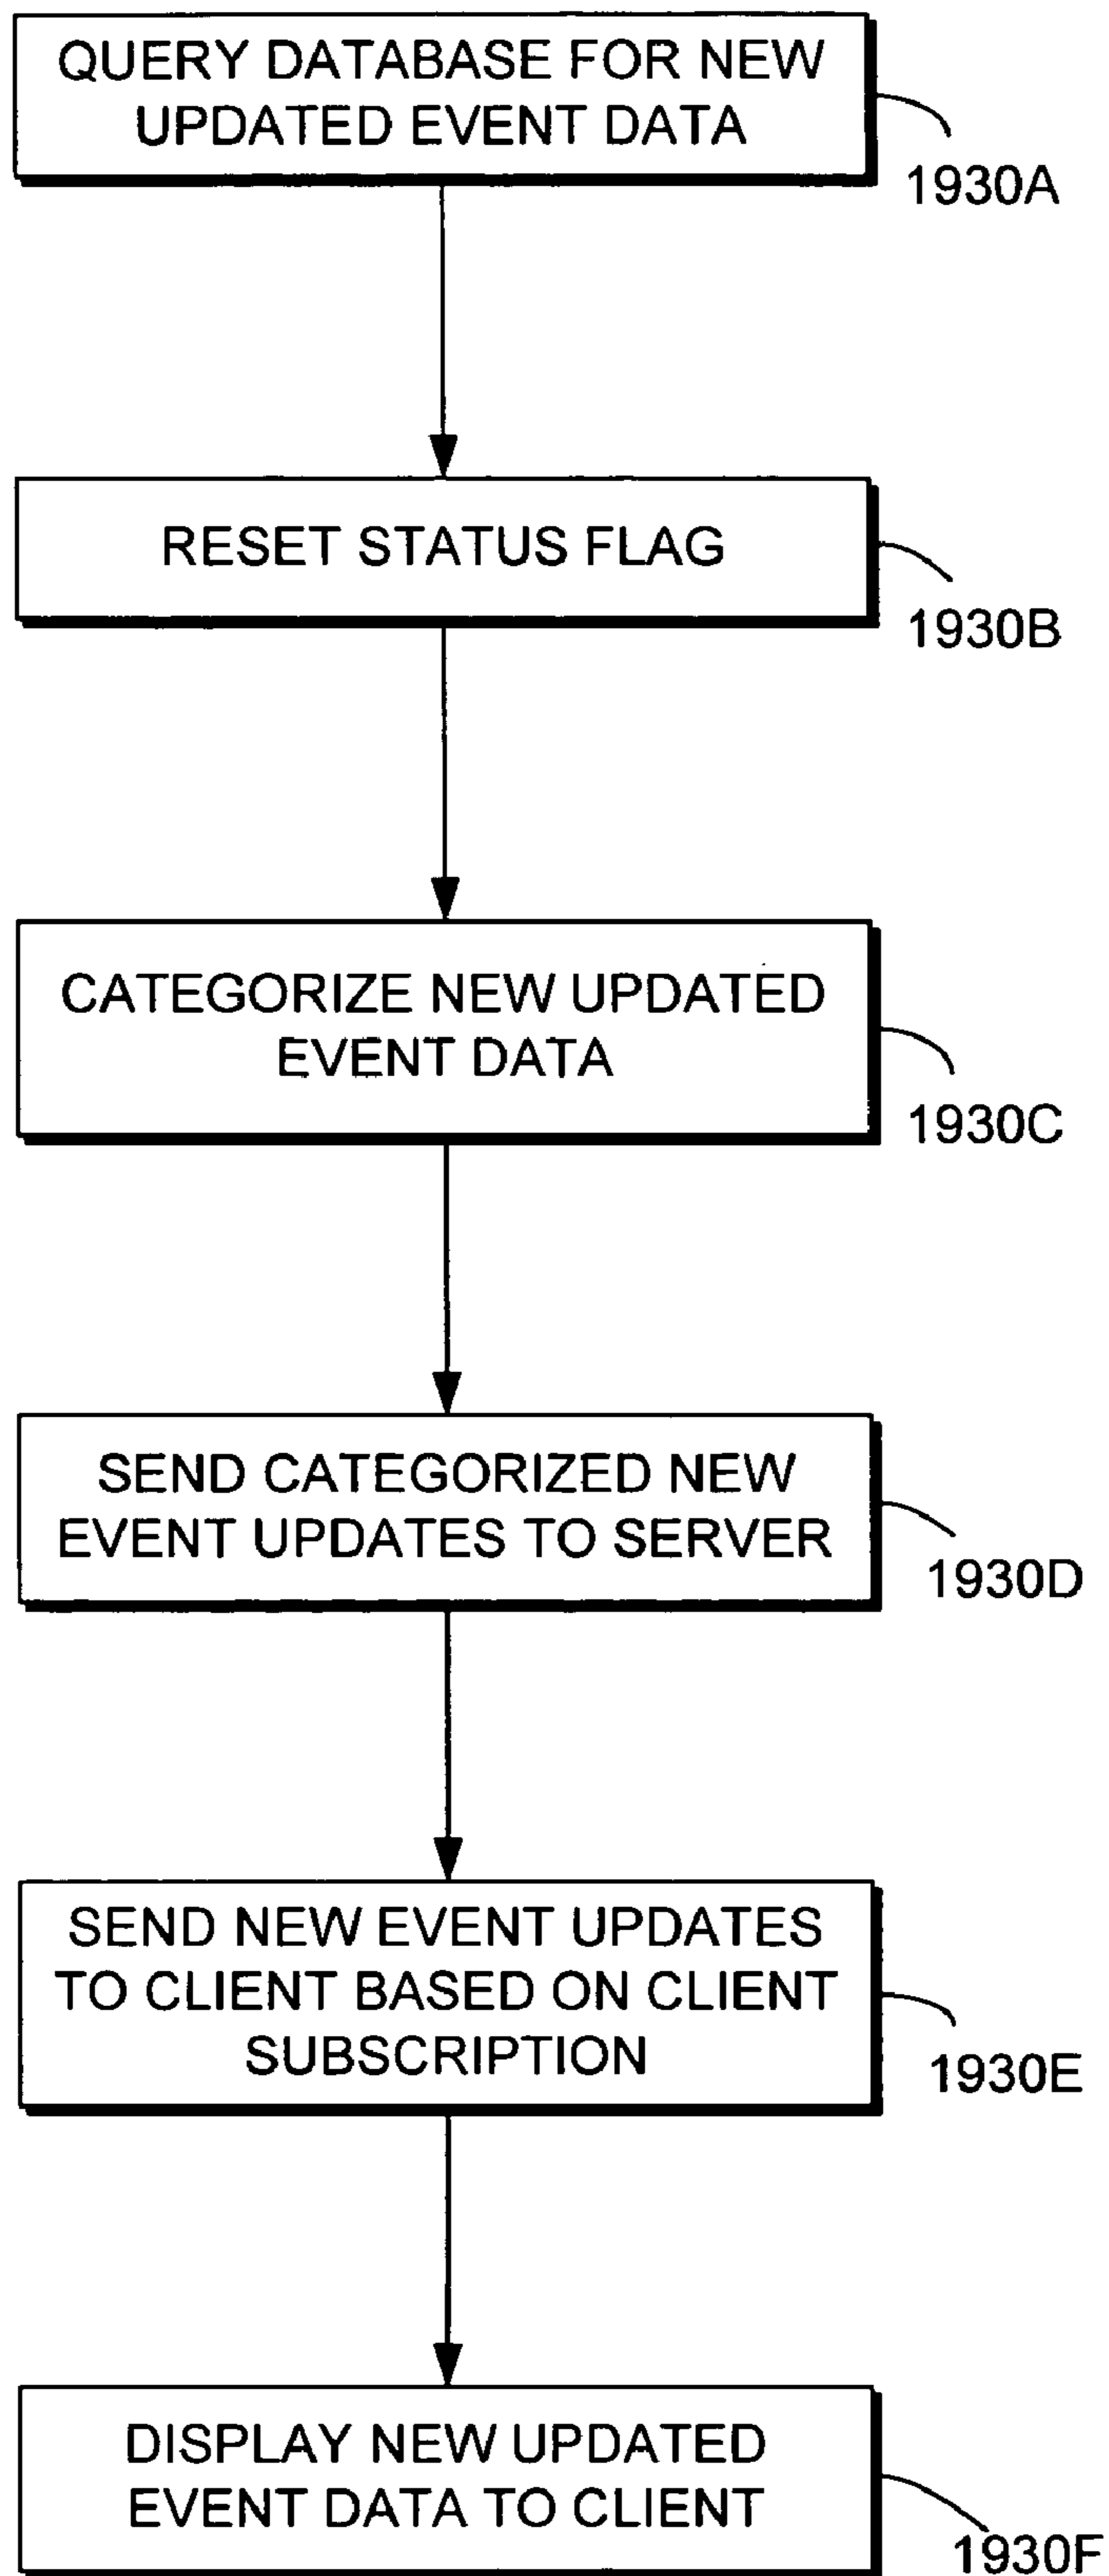 QUERY DATABASE FOR NEW
UPDATED EVENT DATA
1930A
RESET STATUS FLAG
1930B
CATEGORIZE NEW UPDATED
EVENT DATA
1930C
SEND CATEGORIZED NEW
EVENT UPDATES TO SERVER
1930D
SEND NEW EVENT UPDATES
TO CLIENT BASED ON CLIENT
SUBSCRIPTION
1930E
DISPLAY NEW UPDATED
EVENT DATA TO CLIENT
1930F